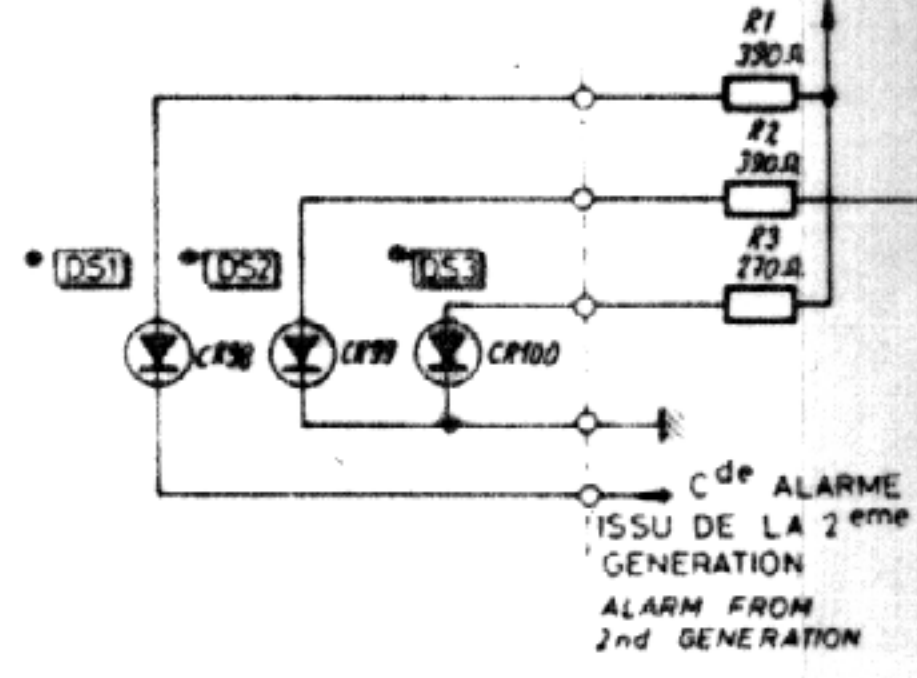 R1
390Ω
R2
390Ω
R3
270Ω
DS1
DS2
DS3
CR98
CR99
CR100
Cde ALARME
ISSU DE LA 2eme
GENERATION
ALARM FROM
2nd GENERATION